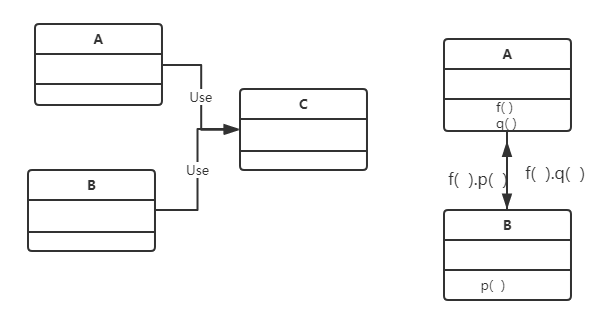 A
Use
C
Use
B
A
f( )
q( )
f( ).p( )
f( ).q( )
B
p( )